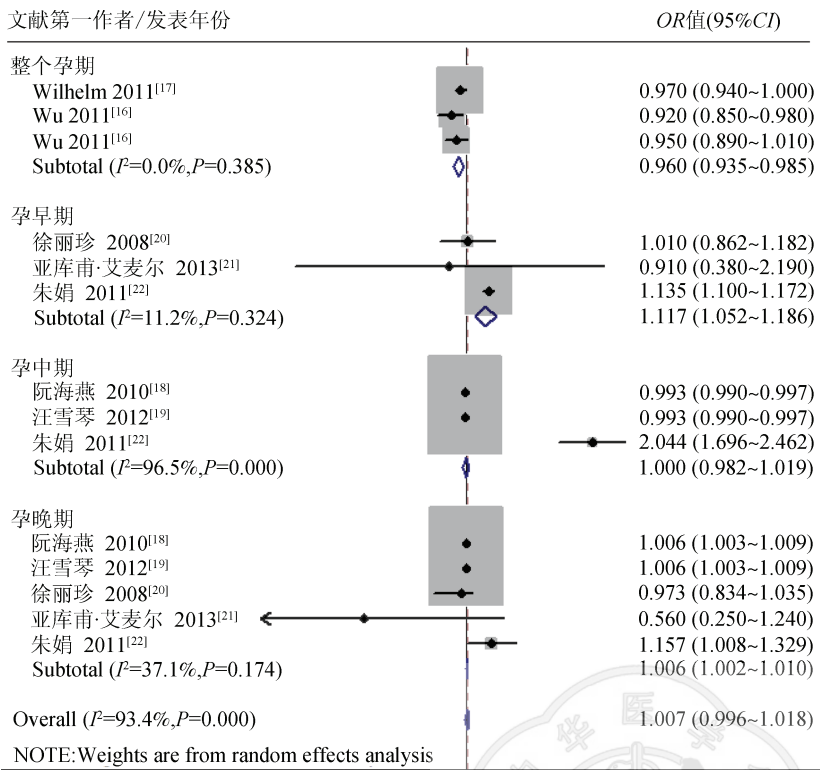 文献第一作者/发表年份 OR值(95%CI)
整个孕期
Wilhelm 2011[17] 0.970 (0.940~1.000)
Wu 2011[16] 0.920 (0.850~0.980)
Wu 2011[16] 0.950 (0.890~1.010)
Subtotal (I²=0.0%,P=0.385) 0.960 (0.935~0.985)
孕早期
徐丽珍 2008[20] 1.010 (0.862~1.182)
亚库甫·艾麦尔 2013[21] 0.910 (0.380~2.190)
朱娟 2011[22] 1.135 (1.100~1.172)
Subtotal (I²=11.2%,P=0.324) 1.117 (1.052~1.186)
孕中期
阮海燕 2010[18] 0.993 (0.990~0.997)
汪雪琴 2012[19] 0.993 (0.990~0.997)
朱娟 2011[22] 2.044 (1.696~2.462)
Subtotal (I²=96.5%,P=0.000) 1.000 (0.982~1.019)
孕晚期
阮海燕 2010[18] 1.006 (1.003~1.009)
汪雪琴 2012[19] 1.006 (1.003~1.009)
徐丽珍 2008[20] 0.973 (0.834~1.035)
亚库甫·艾麦尔 2013[21] 0.560 (0.250~1.240)
朱娟 2011[22] 1.157 (1.008~1.329)
Subtotal (I²=37.1%,P=0.174) 1.006 (1.002~1.010)
Overall (I²=93.4%,P=0.000) 1.007 (0.996~1.018)
NOTE:Weights are from random effects analysis
中华医